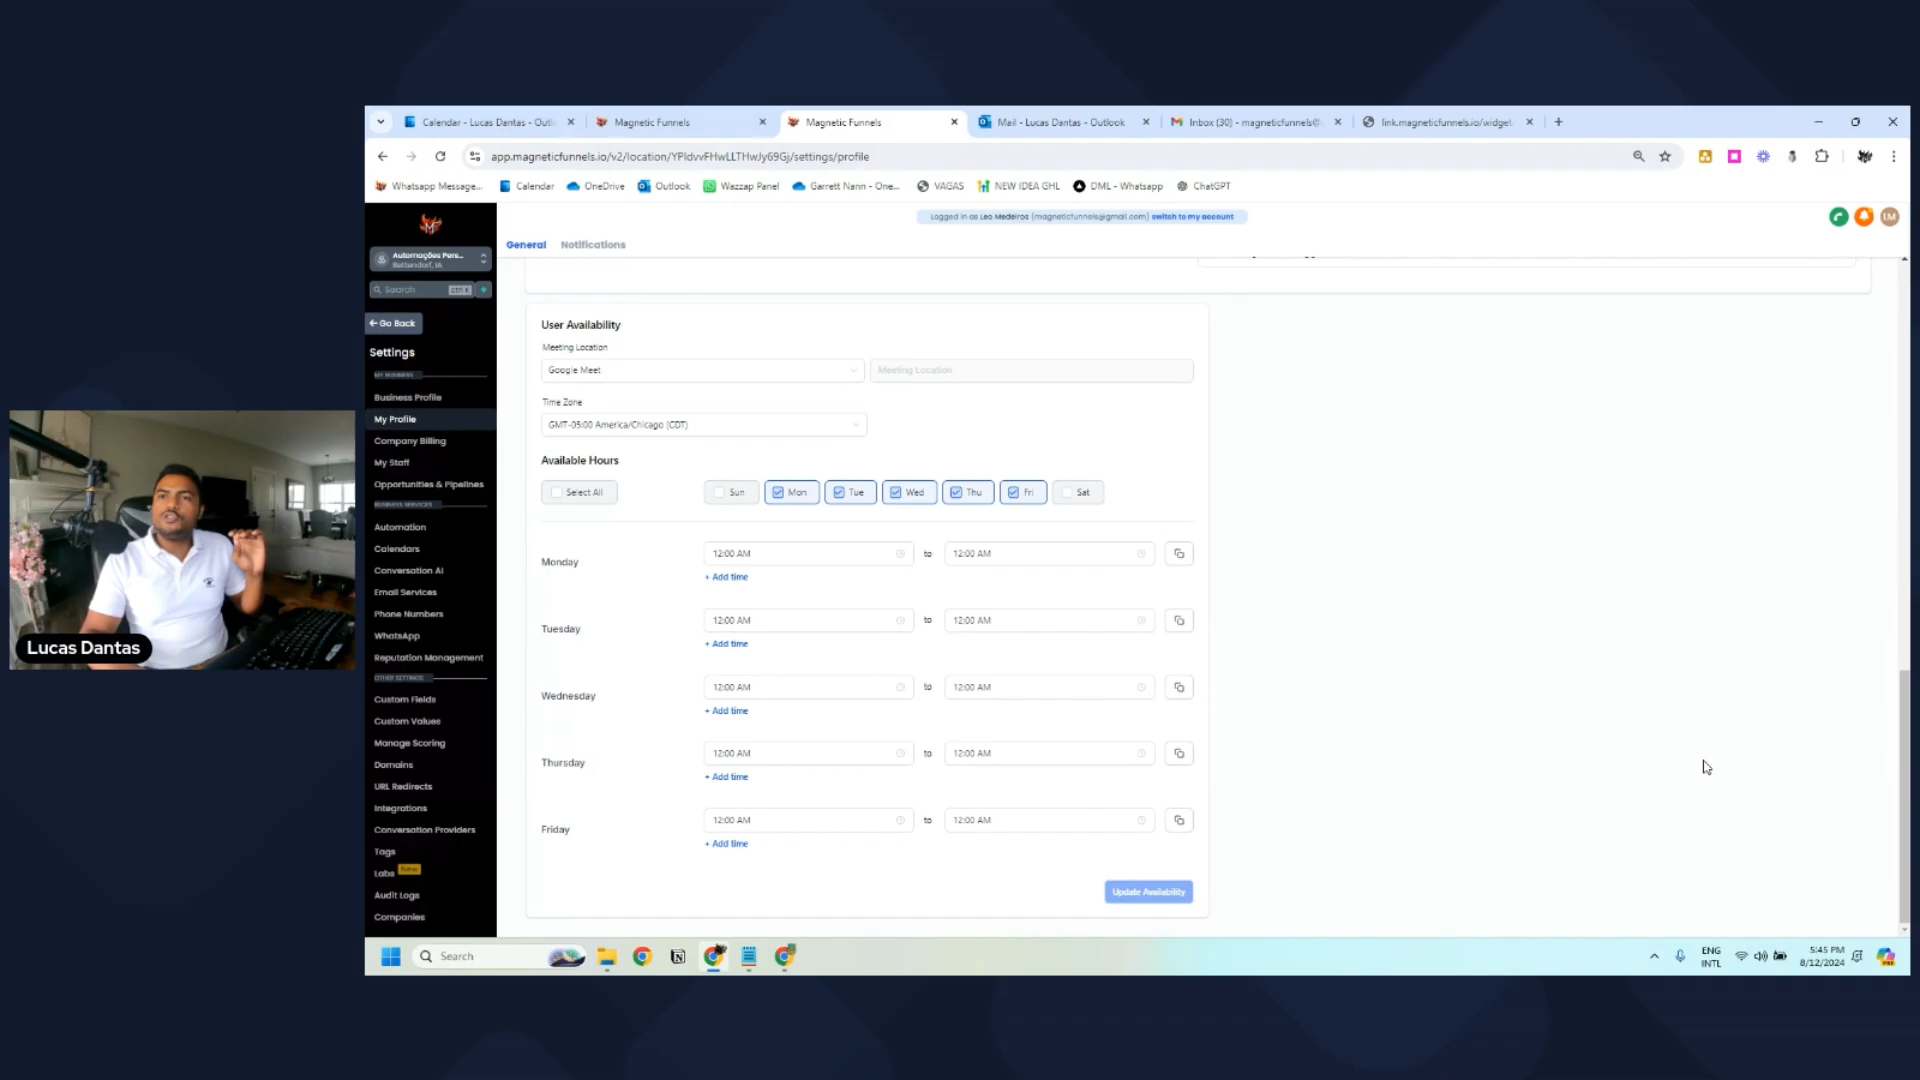 Calendar - Lucas Dantas - Outl
Magnetic Funnels
Magnetic Funnels
Mail - Lucas Dantas - Outlook
Inbox (30) - magneticfunnels@
link.magneticfunnels.io/widget
app.magneticfunnels.io/v2/location/YPIdvvFHwLLTHwJy69Gj/settings/profile
Whatsapp Message...
Calendar
OneDrive
Outlook
Wazzap Panel
Garrett Nann - One...
VAGAS
NEW IDEA GHL
DML - Whatsapp
ChatGPT
Logged in as Leo Medeiros (magneticfunnels@gmail.com) switch to my account
LM
Automações Pers...
Bettendorf, IA
Search
ctrl K
Go Back
Settings
MY BUSINESS
Business Profile
My Profile
Company Billing
My Staff
Opportunities & Pipelines
BUSINESS SERVICES
Automation
Calendars
Conversation AI
Email Services
Phone Numbers
WhatsApp
Reputation Management
OTHER SETTINGS
Custom Fields
Custom Values
Manage Scoring
Domains
URL Redirects
Integrations
Conversation Providers
Tags
Labs New
Audit Logs
Companies
General
Notifications
User Availability
Meeting Location
Google Meet
Meeting Location
Time Zone
GMT-05:00 America/Chicago (CDT)
Available Hours
Select All
Sun
Mon
Tue
Wed
Thu
Fri
Sat
Monday
12:00 AM to 12:00 AM
+ Add time
Tuesday
12:00 AM to 12:00 AM
+ Add time
Wednesday
12:00 AM to 12:00 AM
+ Add time
Thursday
12:00 AM to 12:00 AM
+ Add time
Friday
12:00 AM to 12:00 AM
+ Add time
Update Availability
Lucas Dantas
Search
ENG
INTL
5:45 PM
8/12/2024